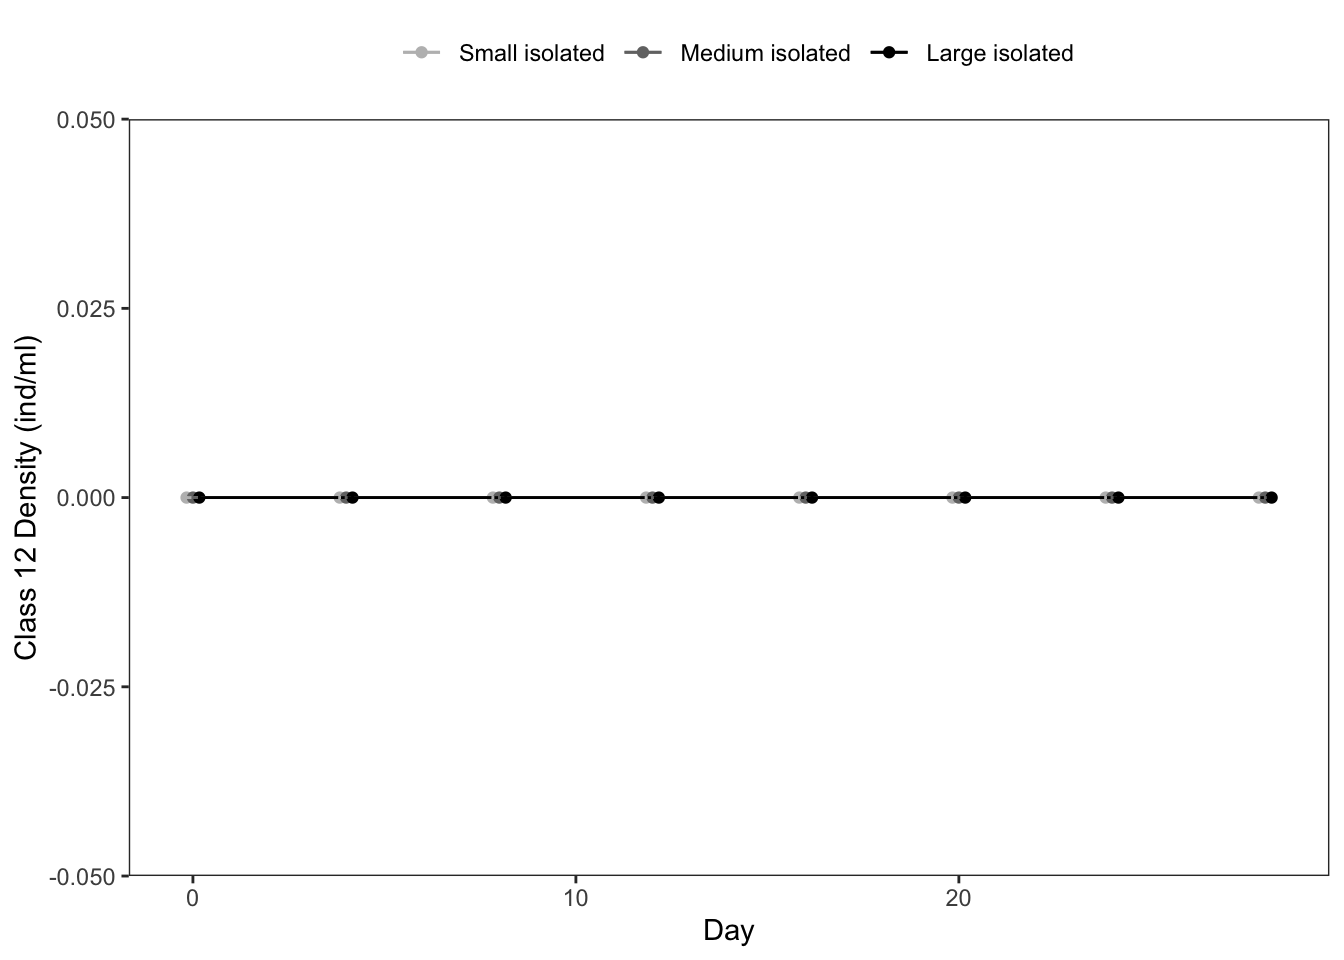 Small isolated Medium isolated Large isolated
0.050
0.025
0.000
-0.025
-0.050
Class 12 Density (ind/ml)
0 10 20
Day